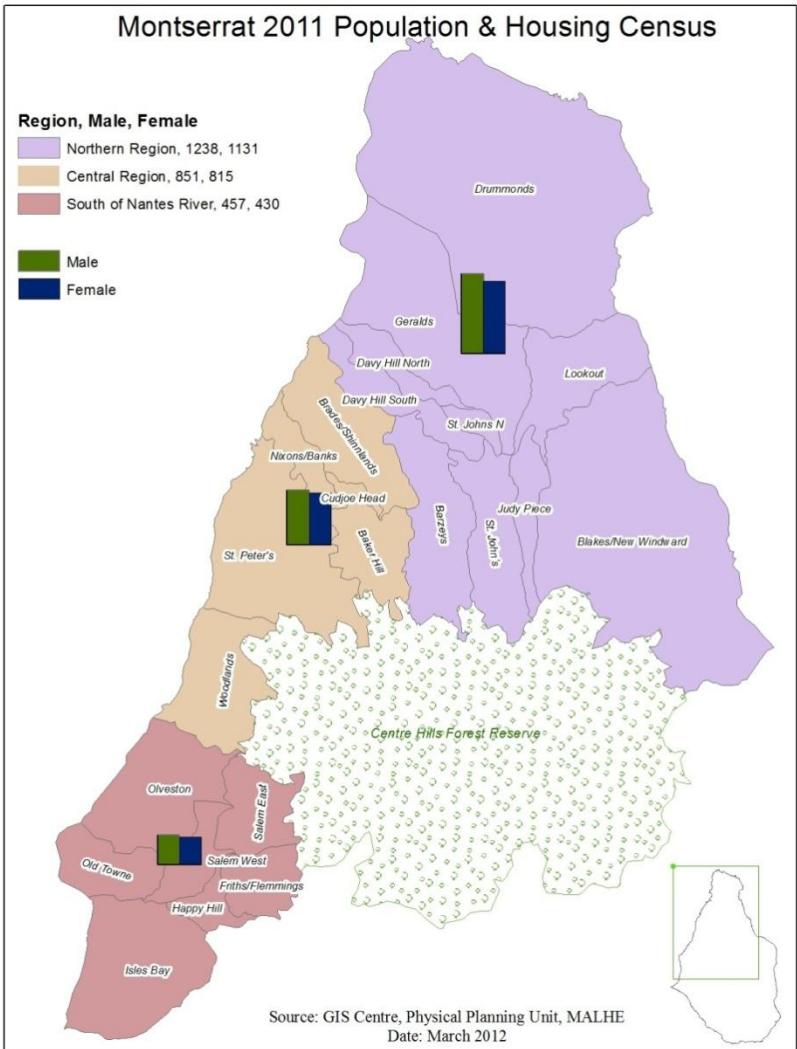 Montserrat 2011 Population & Housing Census
Region, Male, Female
Northern Region, 1238, 1131
Central Region, 851, 815
South of Nantes River, 457, 430
Male
Female
Drummonds
Geralds
Davy Hill North
Lookout
Davy Hill South
St. Johns N
Brades/Shinnlands
Nixons/Banks
Cudjoe Head
Judy Piece
Barzeys
St. John's
Blakes/New Windward
St. Peter's
Baker Hill
Woodlands
Centre Hills Forest Reserve
Olveston
Salem East
Old Towne
Salem West
Friths/Flemmings
Happy Hill
Isles Bay
Source: GIS Centre, Physical Planning Unit, MALHE
Date: March 2012